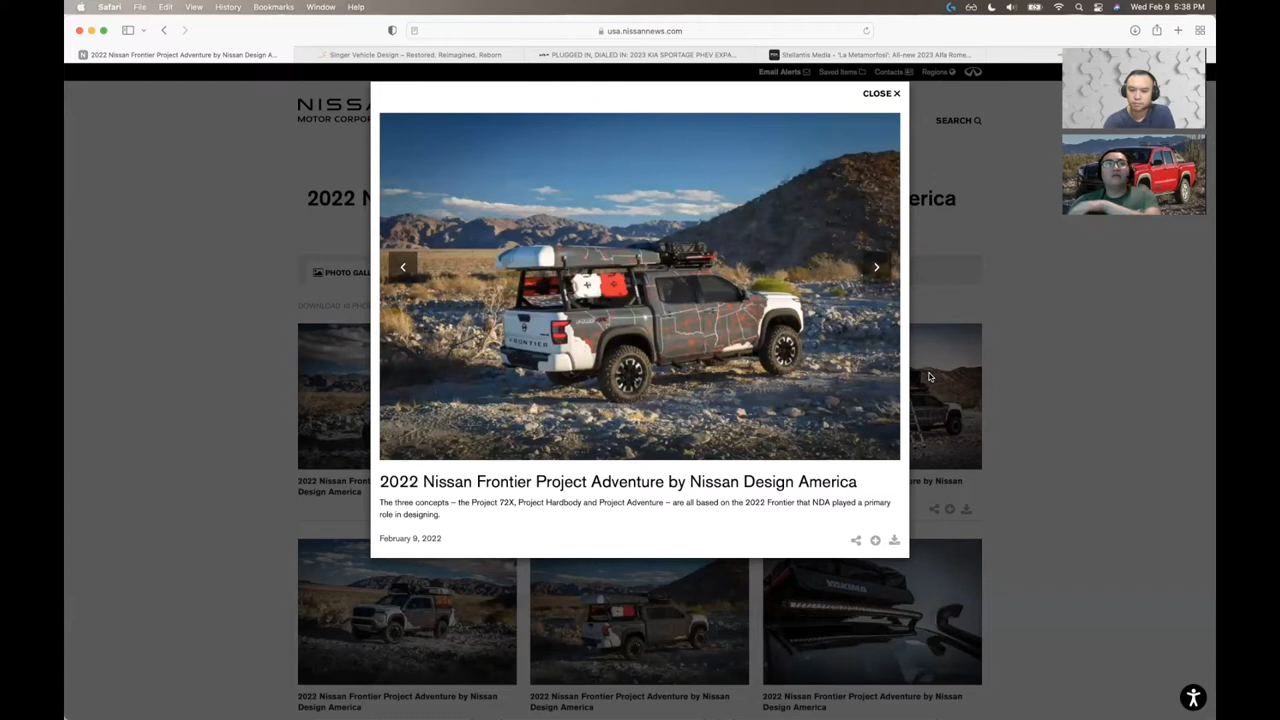 Safari File Edit View History Bookmarks Window Help
Wed Feb 9 5:38 PM
usa.nissannews.com
2022 Nissan Frontier Project Adventure by Nissan Design A...
Singer Vehicle Design – Restored, Reimagined, Reborn
PLUGGED IN, DIALED IN: 2023 KIA SPORTAGE PHEV EXPA...
Stellantis Media - 'La Metamorfosi': All-new 2023 Alfa Rome...
Email Alerts Saved Items Contacts Regions
CLOSE X
NISSA
MOTOR CORPOR
SEARCH
2022 N
America
PHOTO GALL
FRONTIER
2022 Nissan Frontier Project Adventure by Nissan Design America
The three concepts – the Project 72X, Project Hardbody and Project Adventure – are all based on the 2022 Frontier that NDA played a primary
role in designing.
February 9, 2022
2022 Nissan
Design America
by Nissan
YAKIMA
2022 Nissan Frontier Project Adventure by Nissan
Design America
2022 Nissan Frontier Project Adventure by Nissan
Design America
2022 Nissan Frontier Project Adventure by Nissan
Design America